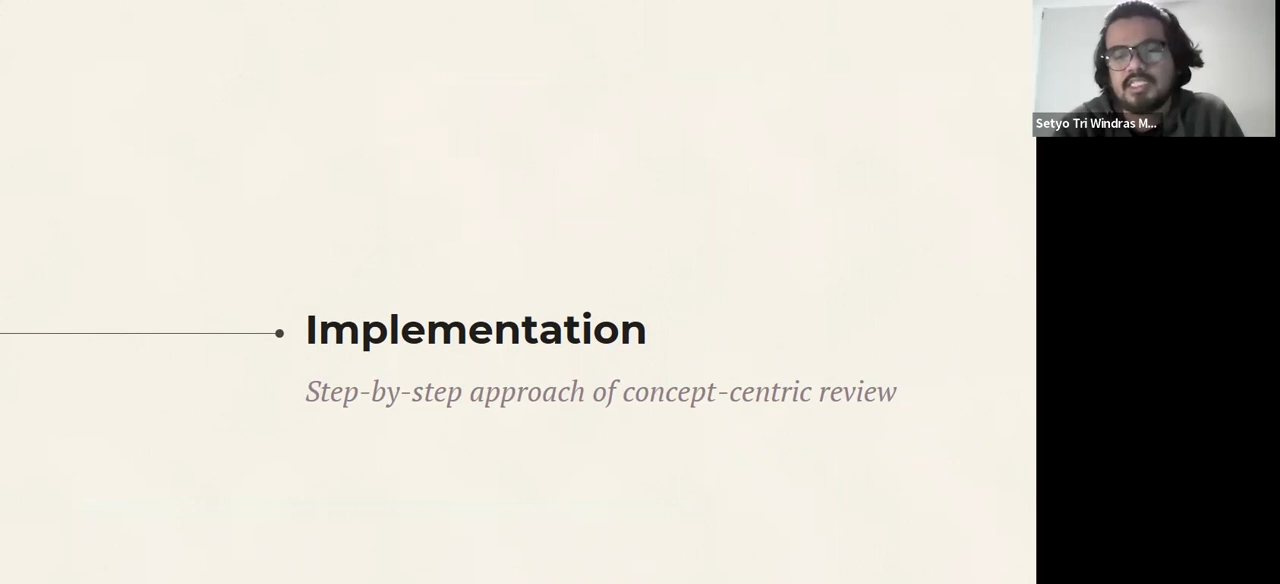 Implementation
Step-by-step approach of concept-centric review
Setyo Tri Windras M...